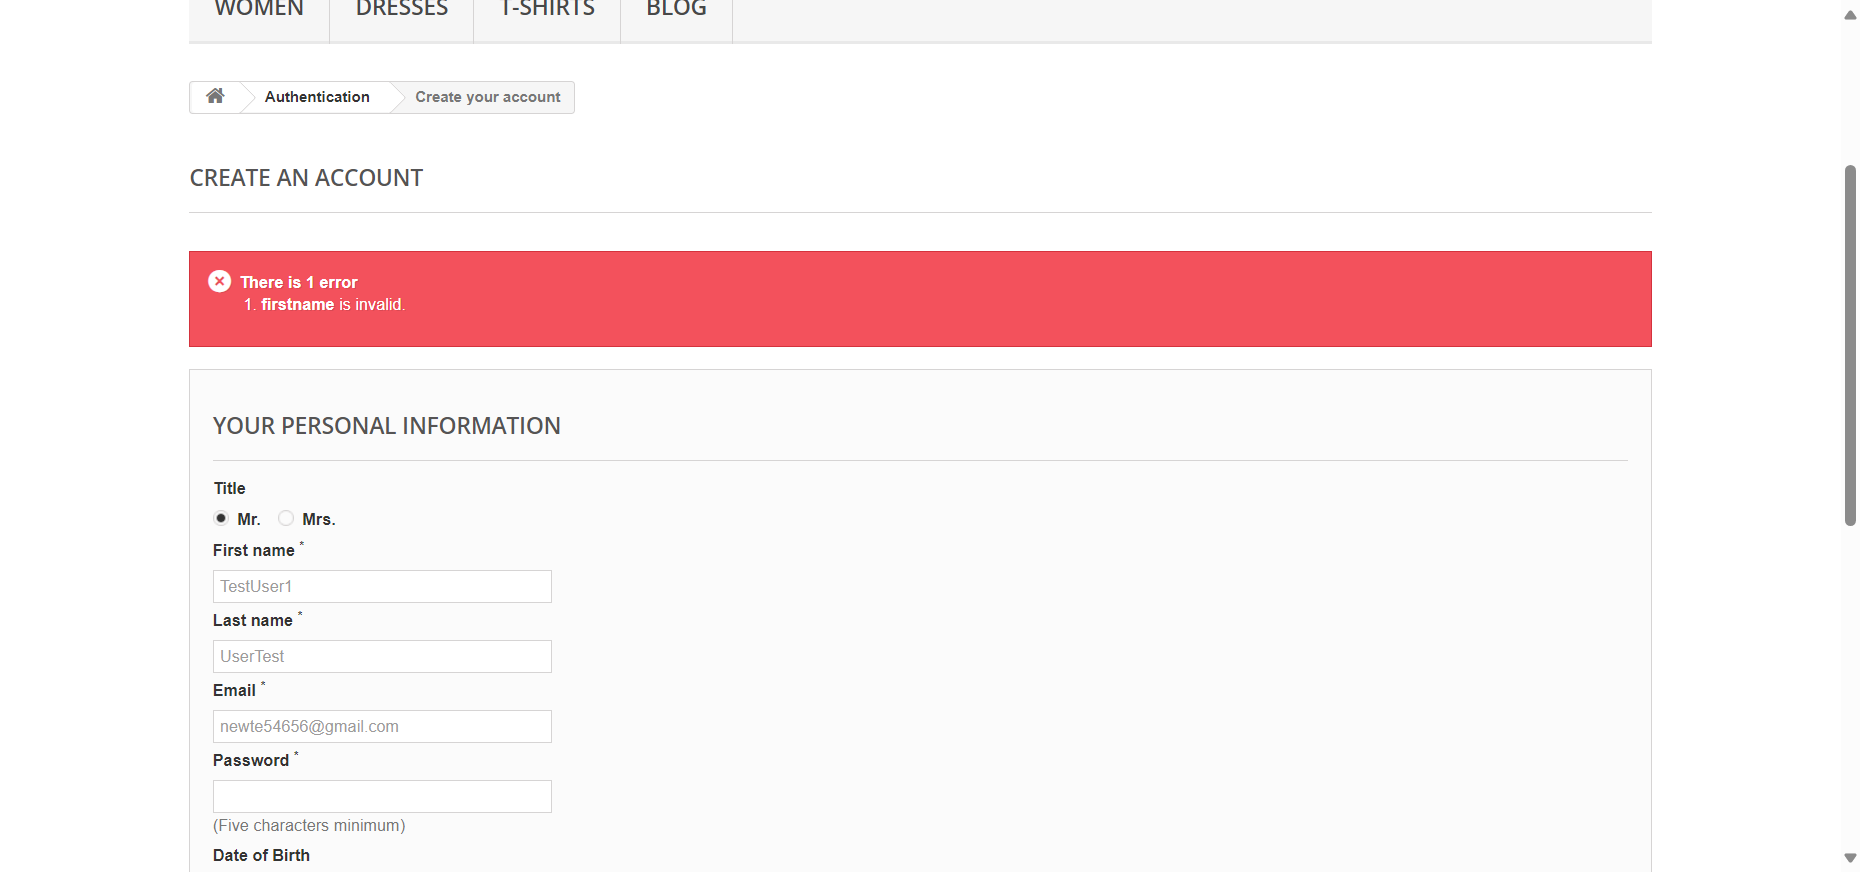 WOMEN DRESSES T-SHIRTS BLOG
Authentication Create your account
CREATE AN ACCOUNT
There is 1 error
1. firstname is invalid.
YOUR PERSONAL INFORMATION
Title
Mr. Mrs.
First name *
TestUser1
Last name *
UserTest
Email *
newte54656@gmail.com
Password *
(Five characters minimum)
Date of Birth